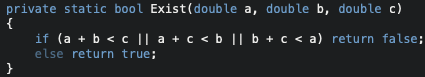 private static bool Exist(double a, double b, double c)
{
    if (a + b < c || a + c < b || b + c < a) return false;
    else return true;
}